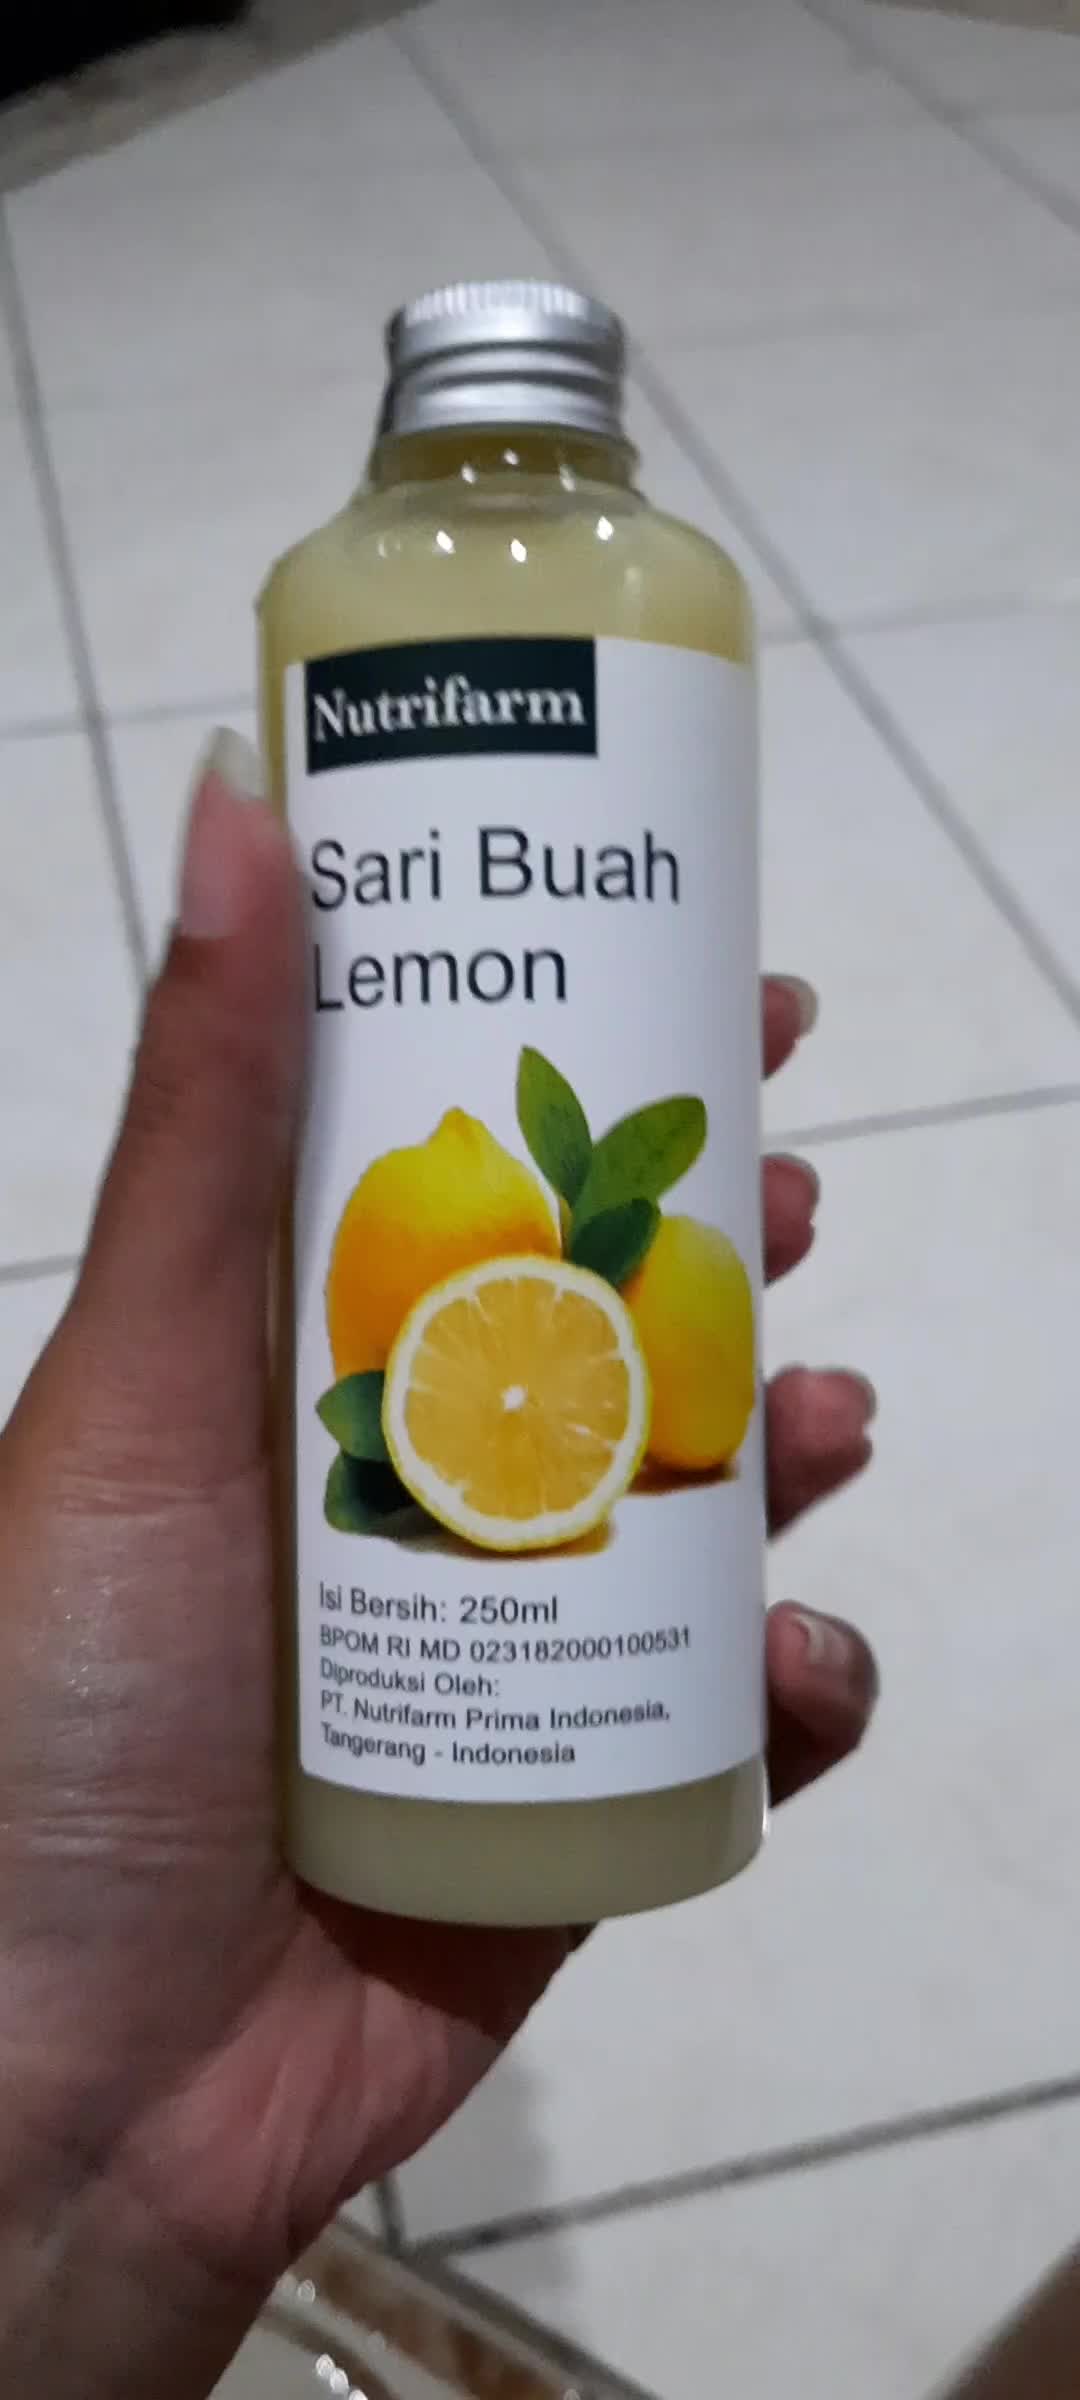 Nutrifarm
Sari Buah
Lemon
Isi Bersih: 250ml
BPOM RI MD 023182000100531
Diproduksi Oleh:
PT. Nutrifarm Prima Indonesia,
Tangerang - Indonesia